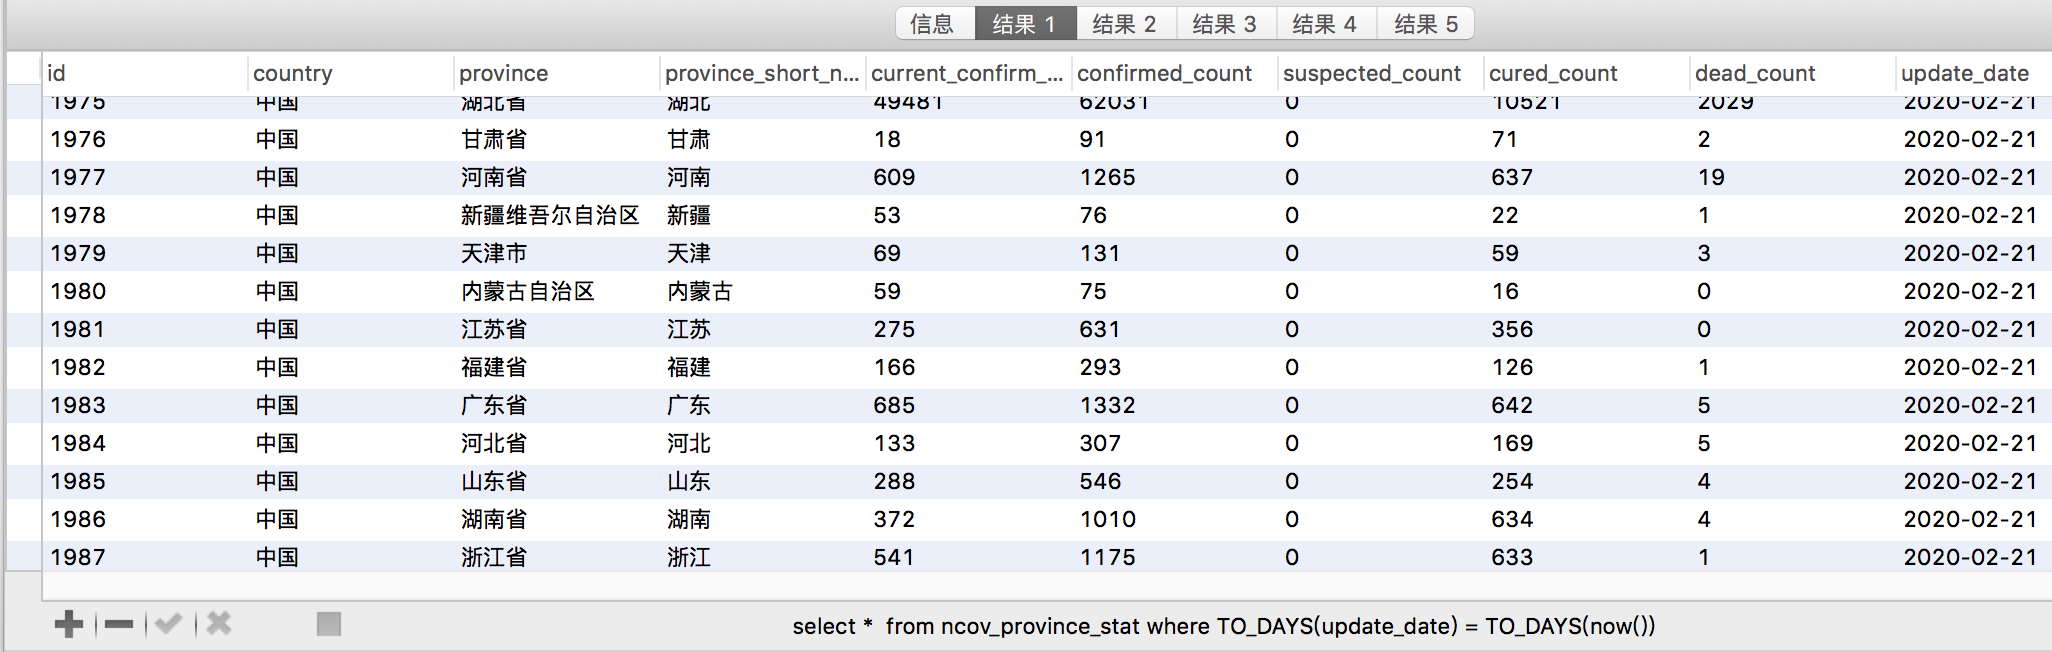 信息 结果 1 结果 2 结果 3 结果 4 结果 5
id country province province_short_n... current_confirm_... confirmed_count suspected_count cured_count dead_count update_date
1975 中国 湖北省 湖北 49481 62031 0 10521 2029 2020-02-21
1976 中国 甘肃省 甘肃 18 91 0 71 2 2020-02-21
1977 中国 河南省 河南 609 1265 0 637 19 2020-02-21
1978 中国 新疆维吾尔自治区 新疆 53 76 0 22 1 2020-02-21
1979 中国 天津市 天津 69 131 0 59 3 2020-02-21
1980 中国 内蒙古自治区 内蒙古 59 75 0 16 0 2020-02-21
1981 中国 江苏省 江苏 275 631 0 356 0 2020-02-21
1982 中国 福建省 福建 166 293 0 126 1 2020-02-21
1983 中国 广东省 广东 685 1332 0 642 5 2020-02-21
1984 中国 河北省 河北 133 307 0 169 5 2020-02-21
1985 中国 山东省 山东 288 546 0 254 4 2020-02-21
1986 中国 湖南省 湖南 372 1010 0 634 4 2020-02-21
1987 中国 浙江省 浙江 541 1175 0 633 1 2020-02-21
select *  from ncov_province_stat where TO_DAYS(update_date) = TO_DAYS(now())